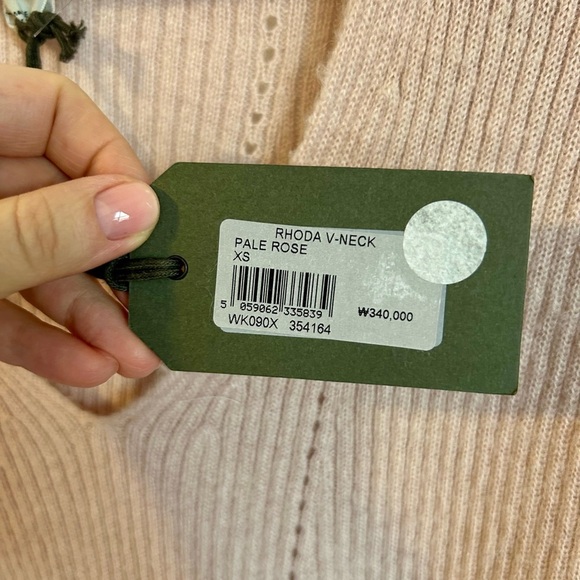 RHODA V-NECK
PALE ROSE
XS
5 059062 335839
WK090X 354164
₩340,000